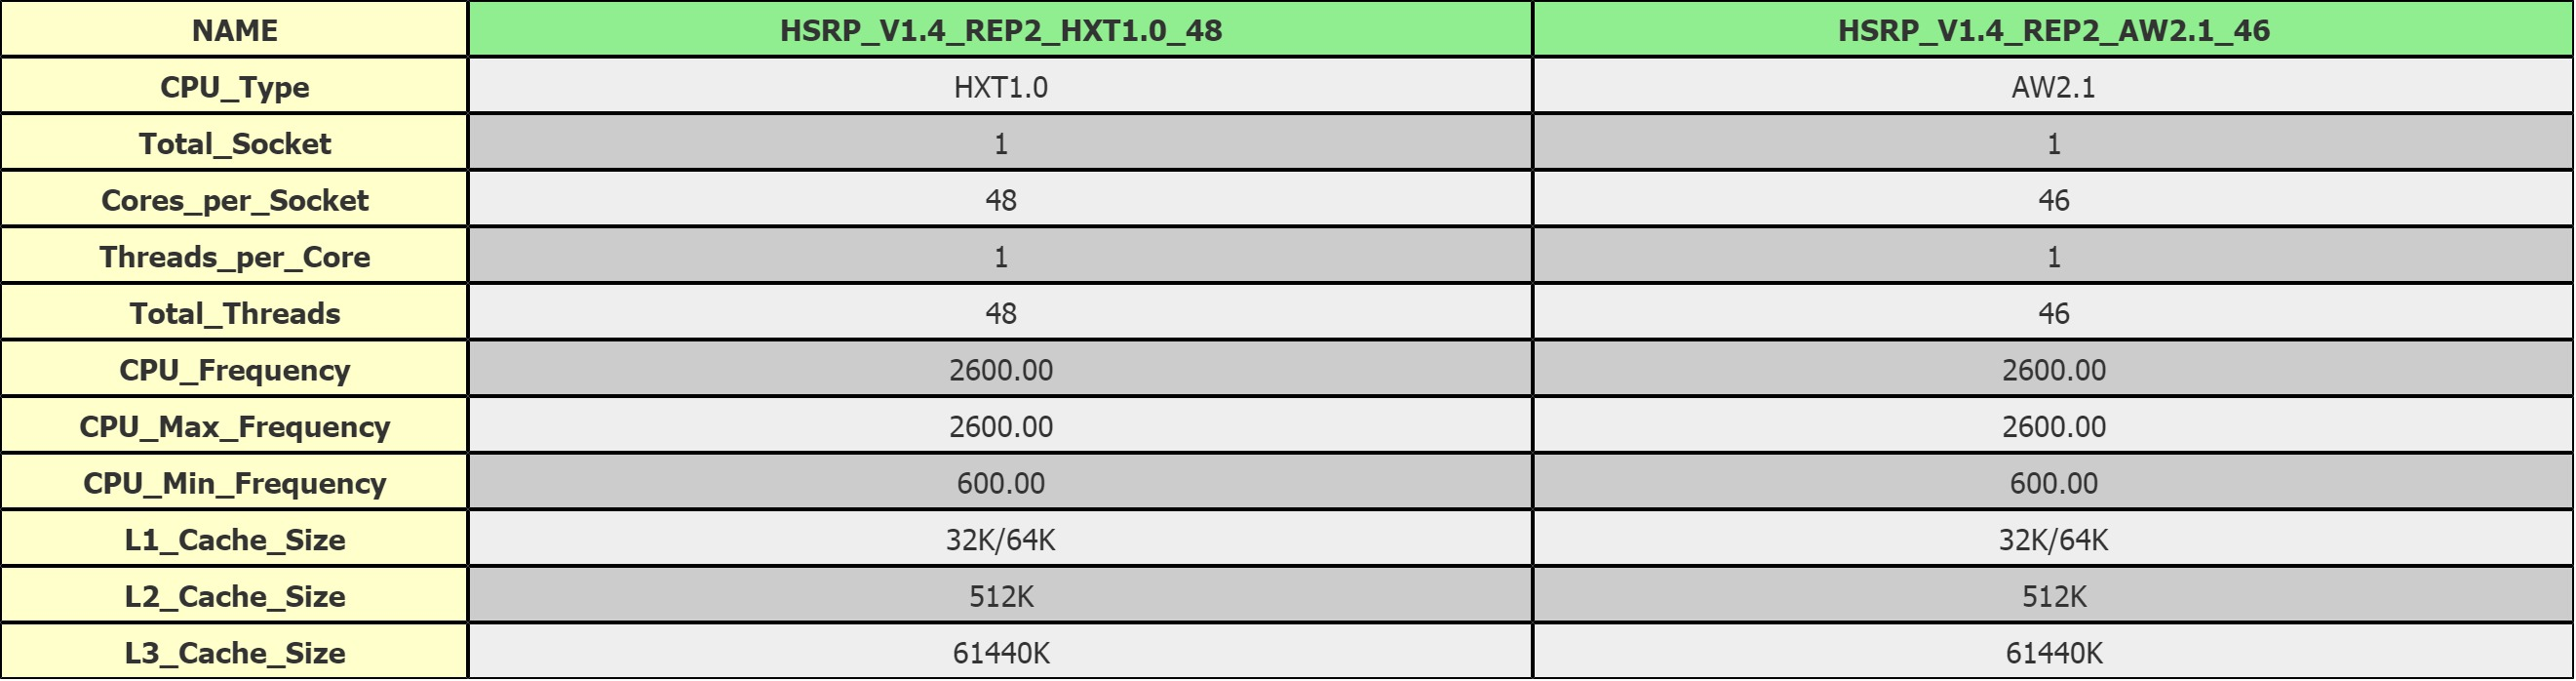 NAME HSRP_V1.4_REP2_HXT1.0_48 HSRP_V1.4_REP2_AW2.1_46
CPU_Type HXT1.0 AW2.1
Total_Socket 1 1
Cores_per_Socket 48 46
Threads_per_Core 1 1
Total_Threads 48 46
CPU_Frequency 2600.00 2600.00
CPU_Max_Frequency 2600.00 2600.00
CPU_Min_Frequency 600.00 600.00
L1_Cache_Size 32K/64K 32K/64K
L2_Cache_Size 512K 512K
L3_Cache_Size 61440K 61440K